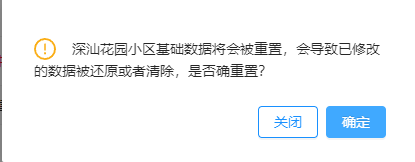 深汕花园小区基础数据将会被重置，会导致已修改
的数据被还原或者清除，是否确重置？
关闭
确定